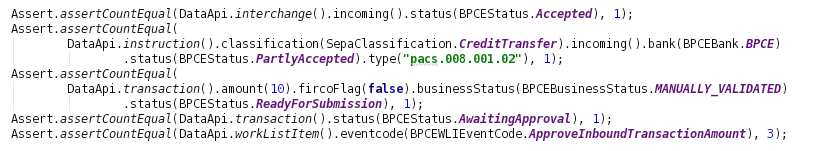 Assert.assertCountEqual(DataApi.interchange().incoming().status(BPCEStatus.Accepted), 1);
Assert.assertCountEqual(
DataApi.instruction().classification(SepaClassification.CreditTransfer).incoming().bank(BPCEBank.BPCE)
.status(BPCEStatus.PartlyAccepted).type("pacs.008.001.02"), 1);
Assert.assertCountEqual(
DataApi.transaction().amount(10).fircoFlag(false).businessStatus(BPCEBusinessStatus.MANUALLY_VALIDATED)
.status(BPCEStatus.ReadyForSubmission), 1);
Assert.assertCountEqual(DataApi.transaction().status(BPCEStatus.AwaitingApproval), 1);
Assert.assertCountEqual(DataApi.workListItem().eventcode(BPCEWLIEventCode.ApproveInboundTransactionAmount), 3);